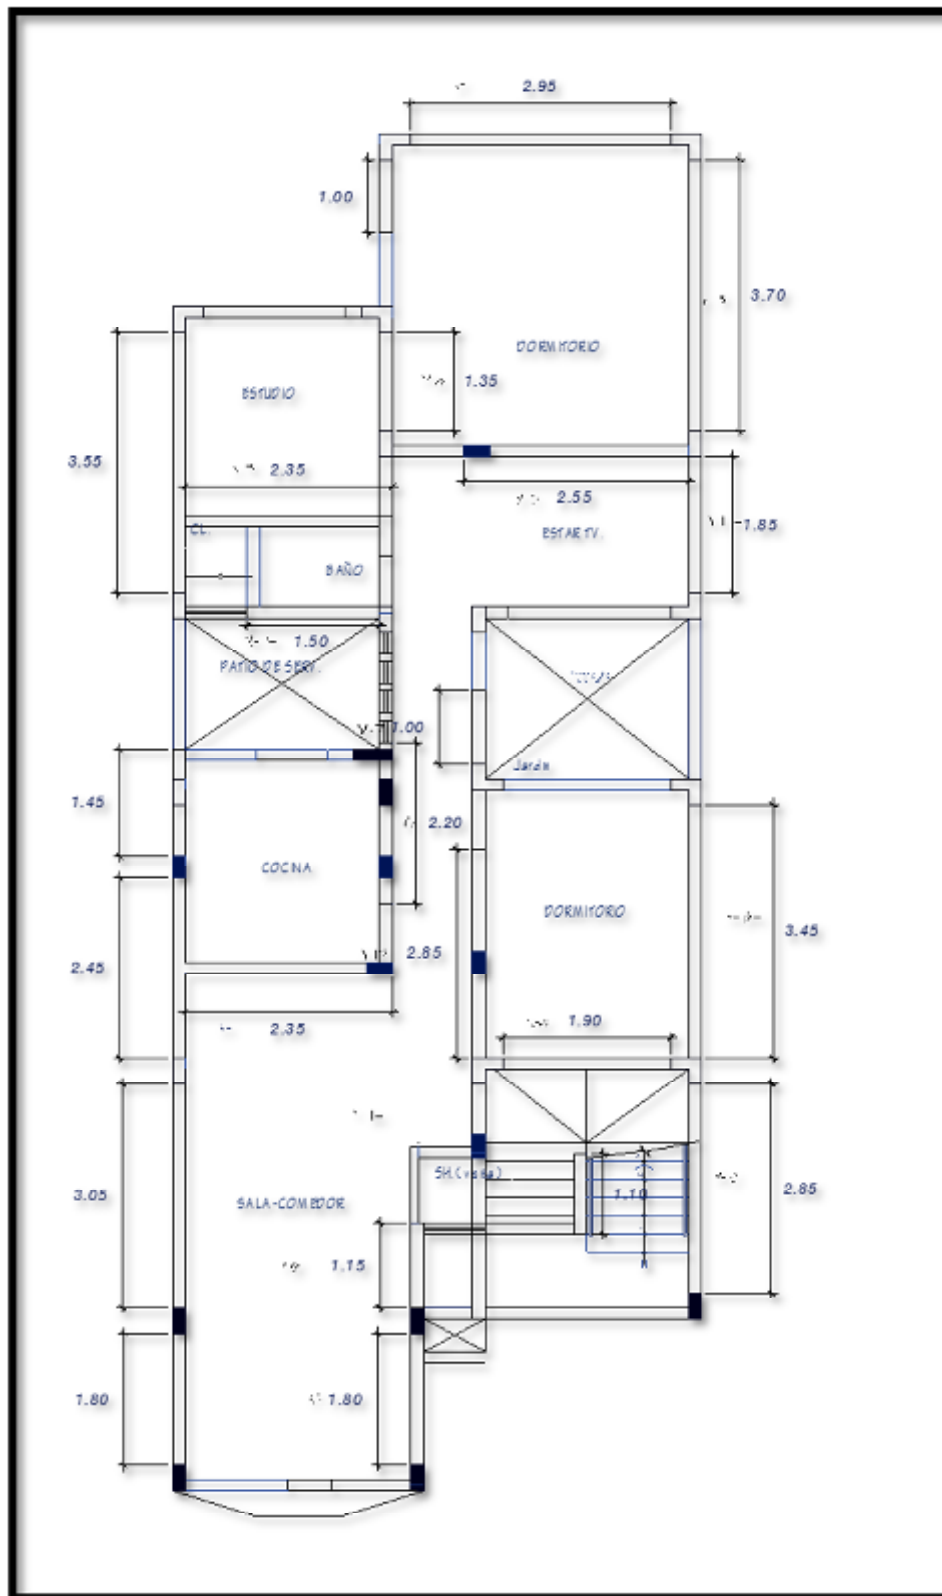 2.95
1.00
3.70
DORMITORIO
1.35
ESTUDIO
3.55
2.35
2.55
CL.
1.85
ESTAR TV.
BAÑO
1.50
PATIO DE SERV.
1.00
Jardin
1.45
2.20
COCINA
DORMITORIO
3.45
2.85
2.45
1.90
2.35
SH.(visita)
3.05
1.10
2.85
SALA-COMEDOR
1.15
1.80
1.80